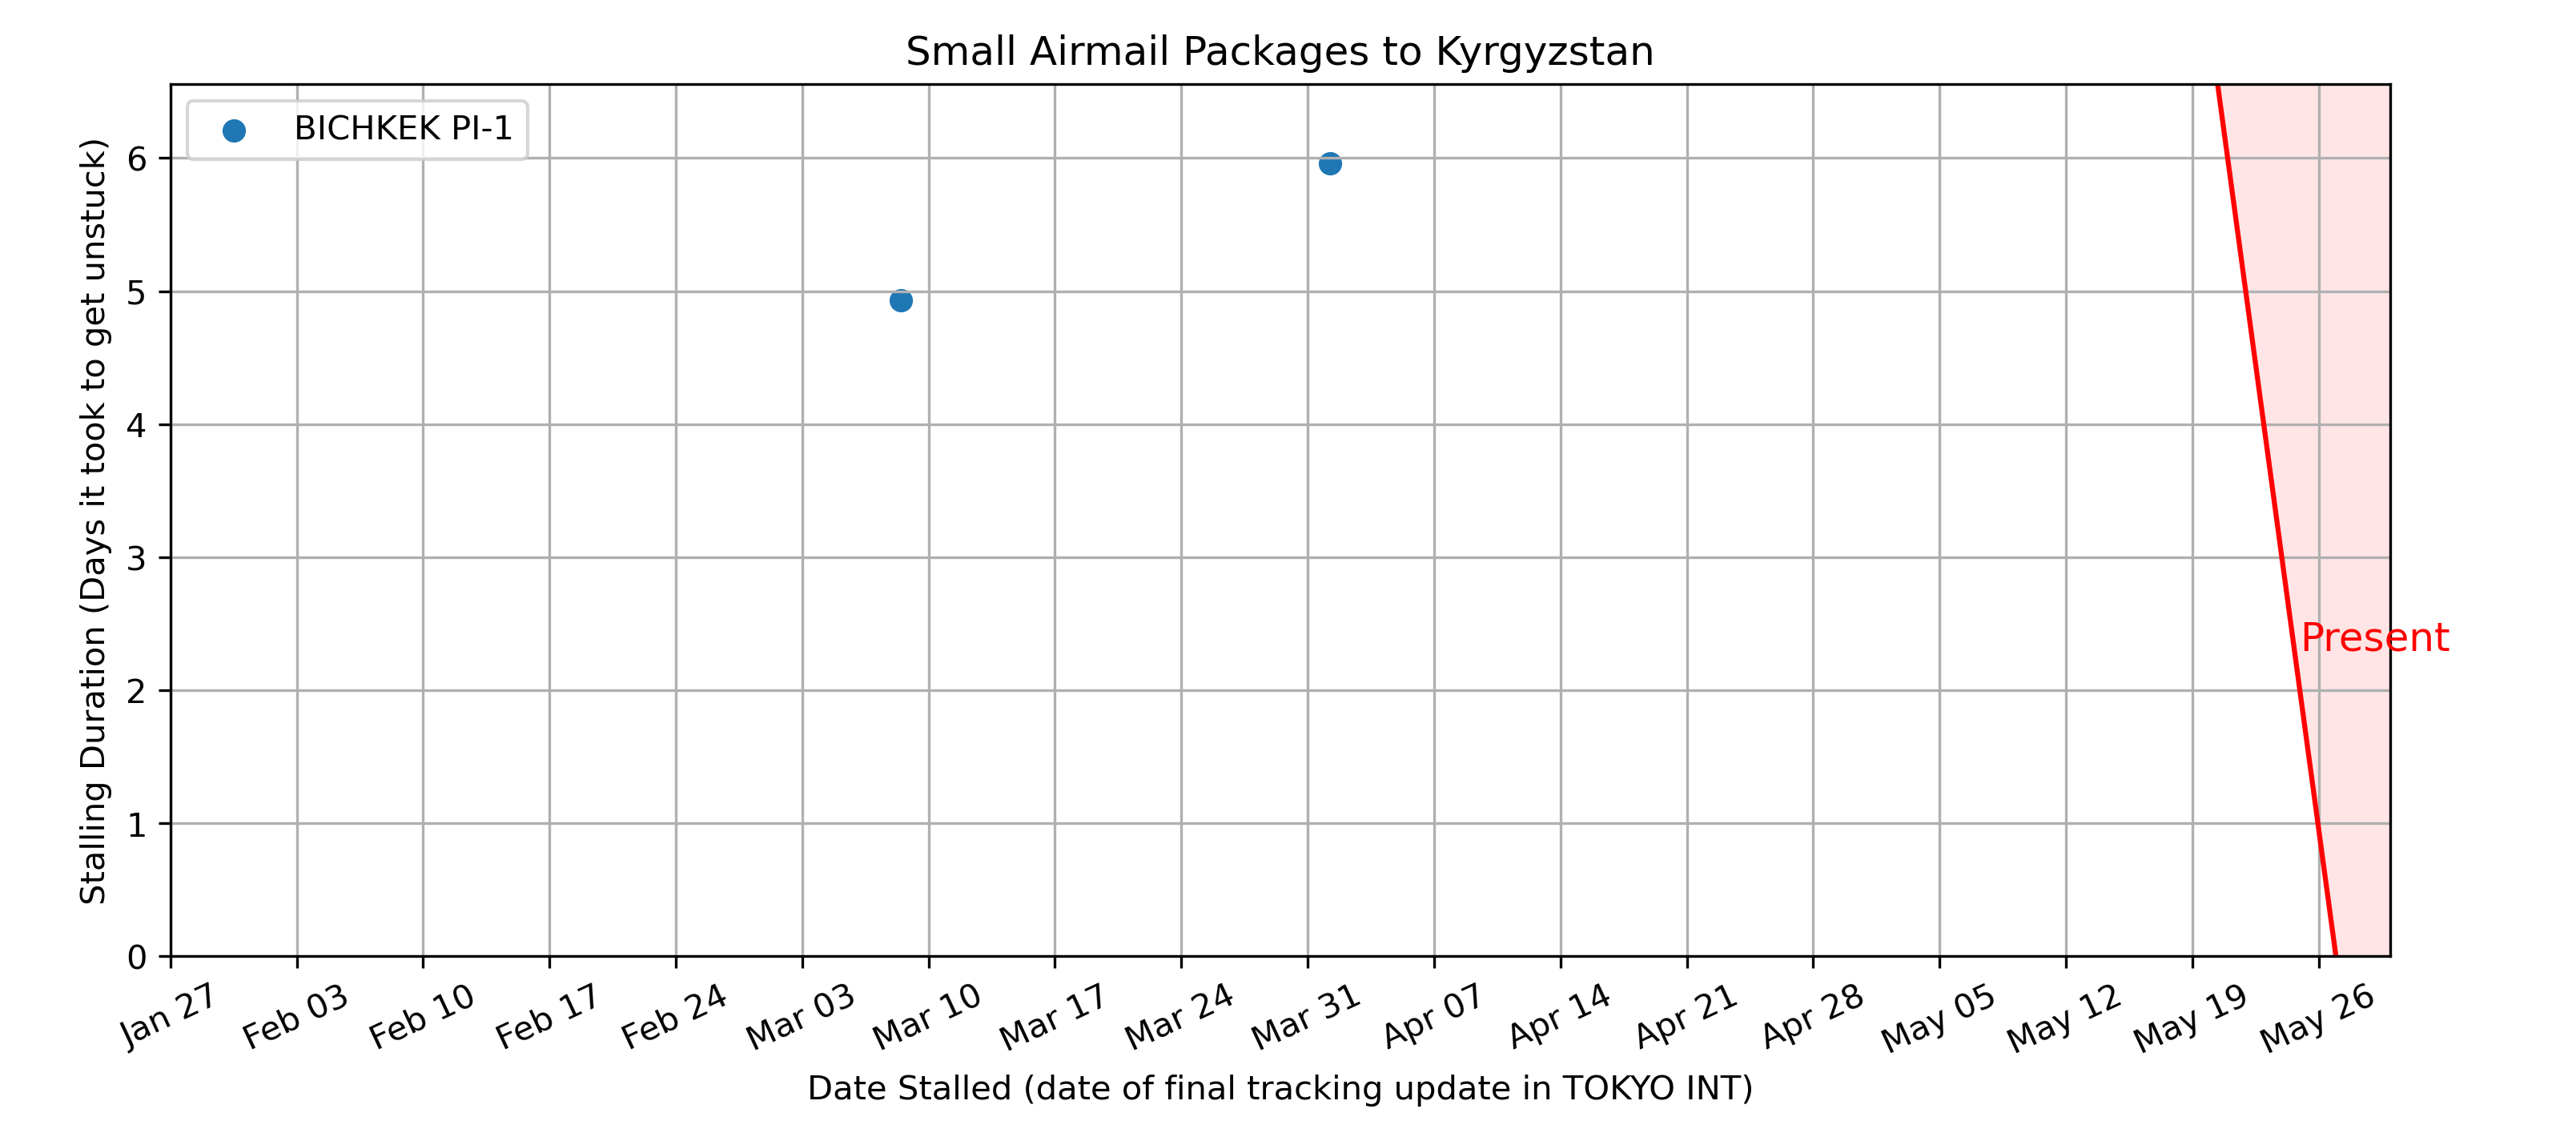 Small Airmail Packages to Kyrgyzstan
BICHKEK PI-1
Stalling Duration (Days it took to get unstuck)
6
5
4
3
2
1
0
Present
Jan 27
Feb 03
Feb 10
Feb 17
Feb 24
Mar 03
Mar 10
Mar 17
Mar 24
Mar 31
Apr 07
Apr 14
Apr 21
Apr 28
May 05
May 12
May 19
May 26
Date Stalled (date of final tracking update in TOKYO INT)